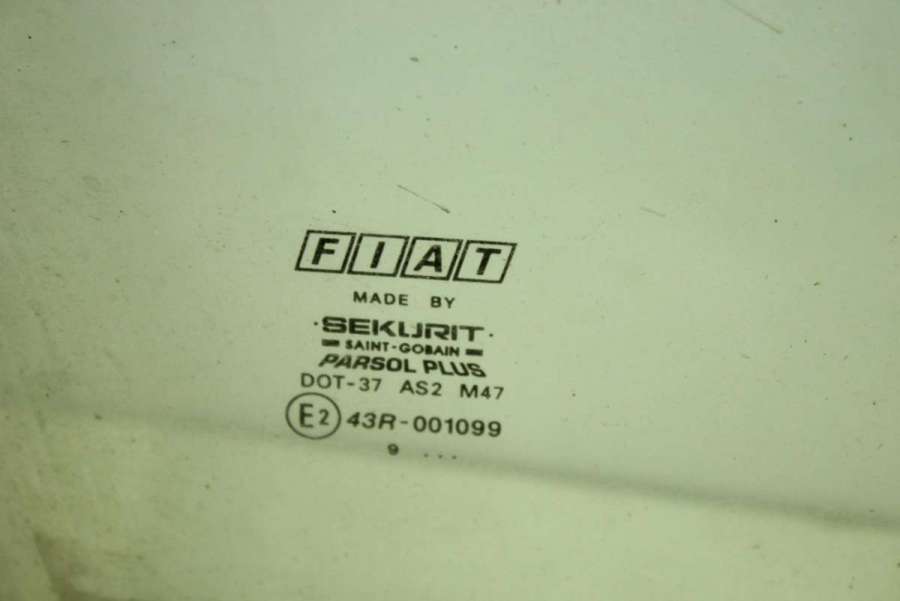 FIAT
MADE BY
·SEKURIT·
SAINT-GOBAIN
PARSOL PLUS
DOT-37 AS2 M47
E2 43R-001099
9 ...